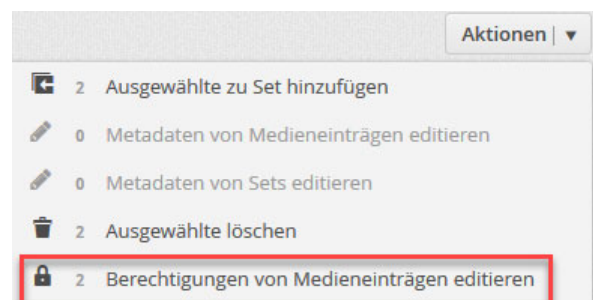 Aktionen | ▼
2 Ausgewählte zu Set hinzufügen
0 Metadaten von Medieneinträgen editieren
0 Metadaten von Sets editieren
2 Ausgewählte löschen
2 Berechtigungen von Medieneinträgen editieren